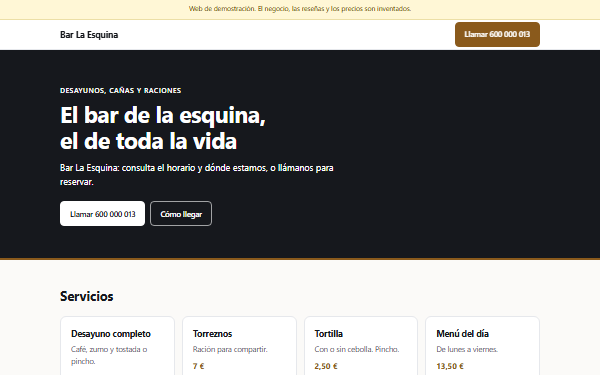 Web de demostración. El negocio, las reseñas y los precios son inventados.
Bar La Esquina
Llamar 600 000 013
DESAYUNOS, CAÑAS Y RACIONES
El bar de la esquina,
el de toda la vida
Bar La Esquina: consulta el horario y dónde estamos, o llámanos para
reservar.
Llamar 600 000 013
Cómo llegar
Servicios
Desayuno completo
Café, zumo y tostada o
pincho.
Torreznos
Ración para compartir.
7 €
Tortilla
Con o sin cebolla. Pincho.
2,50 €
Menú del día
De lunes a viernes.
13,50 €